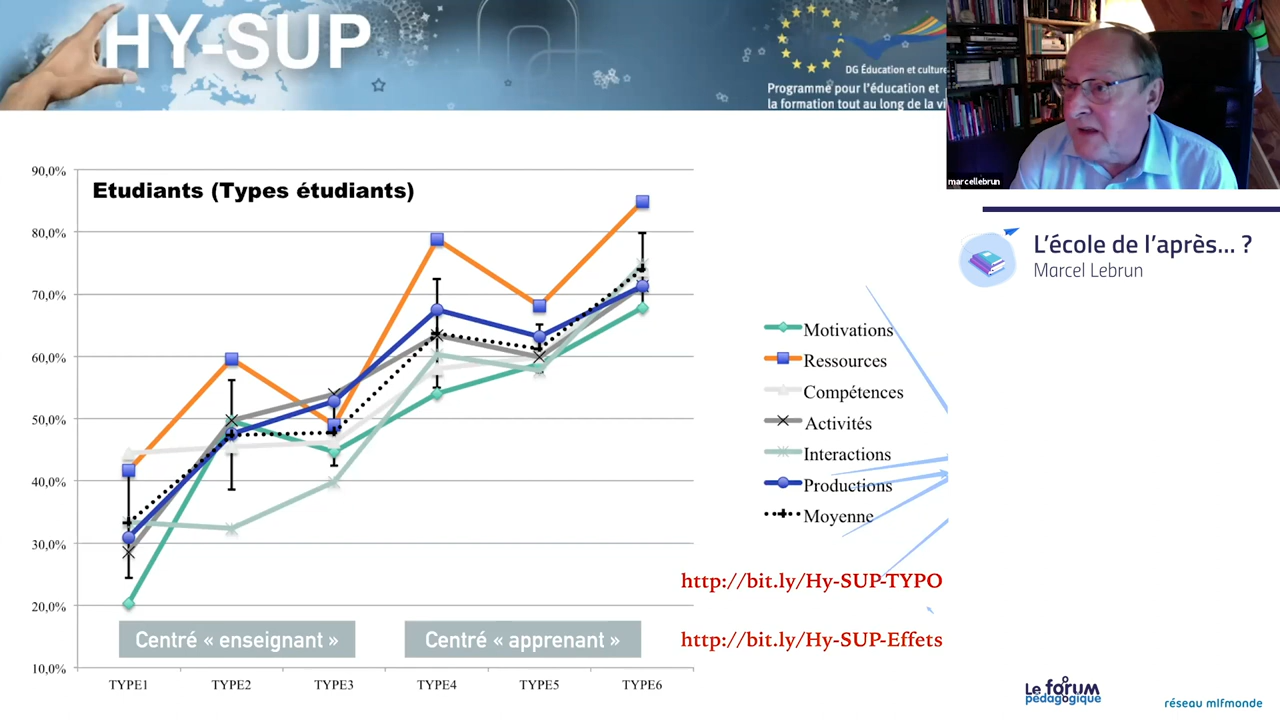 HY-SUP
DG Éducation et culture
Programme pour l'éducation et
la formation tout au long de la vi
marcellebrun
L'école de l'après... ?
Marcel Lebrun
Etudiants (Types étudiants)
90,0%
80,0%
70,0%
60,0%
50,0%
40,0%
30,0%
20,0%
10,0%
Motivations
Ressources
Compétences
Activités
Interactions
Productions
Moyenne
http://bit.ly/Hy-SUP-TYPO
http://bit.ly/Hy-SUP-Effets
Centré « enseignant »
Centré « apprenant »
TYPE1
TYPE2
TYPE3
TYPE4
TYPE5
TYPE6
Le forum
pédagogique
réseau mlfmonde